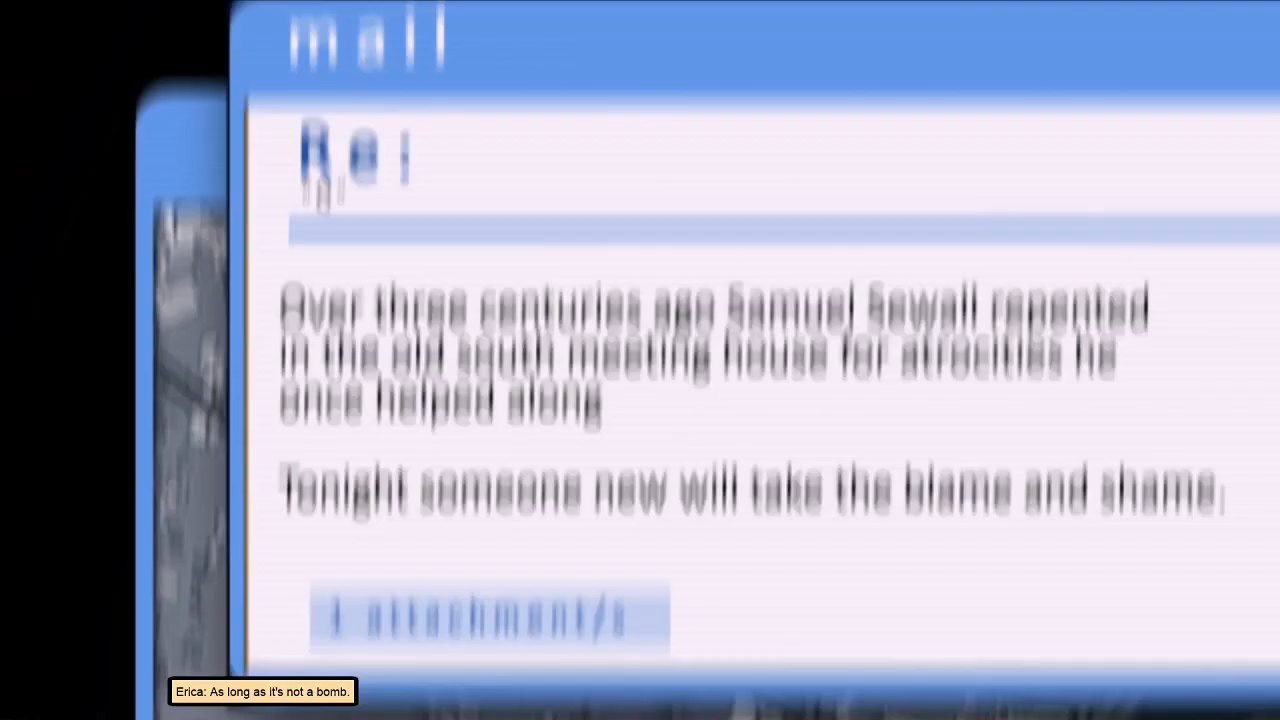 mail
Re:
Over three centuries ago Samuel Sewall repented
in the old south meeting house for atrocities he
once helped along
Tonight someone new will take the blame and shame.
1 attachment/s
Erica: As long as it's not a bomb.